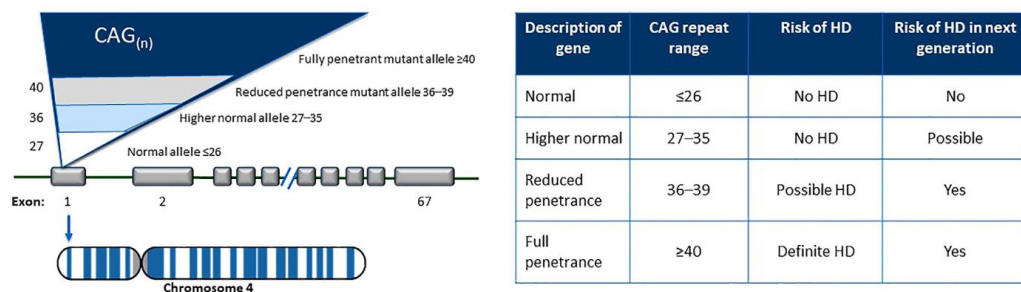 CAG(n)
Fully penetrant mutant allele ≥40
40
Reduced penetrance mutant allele 36–39
36
Higher normal allele 27–35
27
Normal allele ≤26
Exon: 1 2 67
Chromosome 4
Description of gene CAG repeat range Risk of HD Risk of HD in next generation
Normal ≤26 No HD No
Higher normal 27–35 No HD Possible
Reduced penetrance 36–39 Possible HD Yes
Full penetrance ≥40 Definite HD Yes